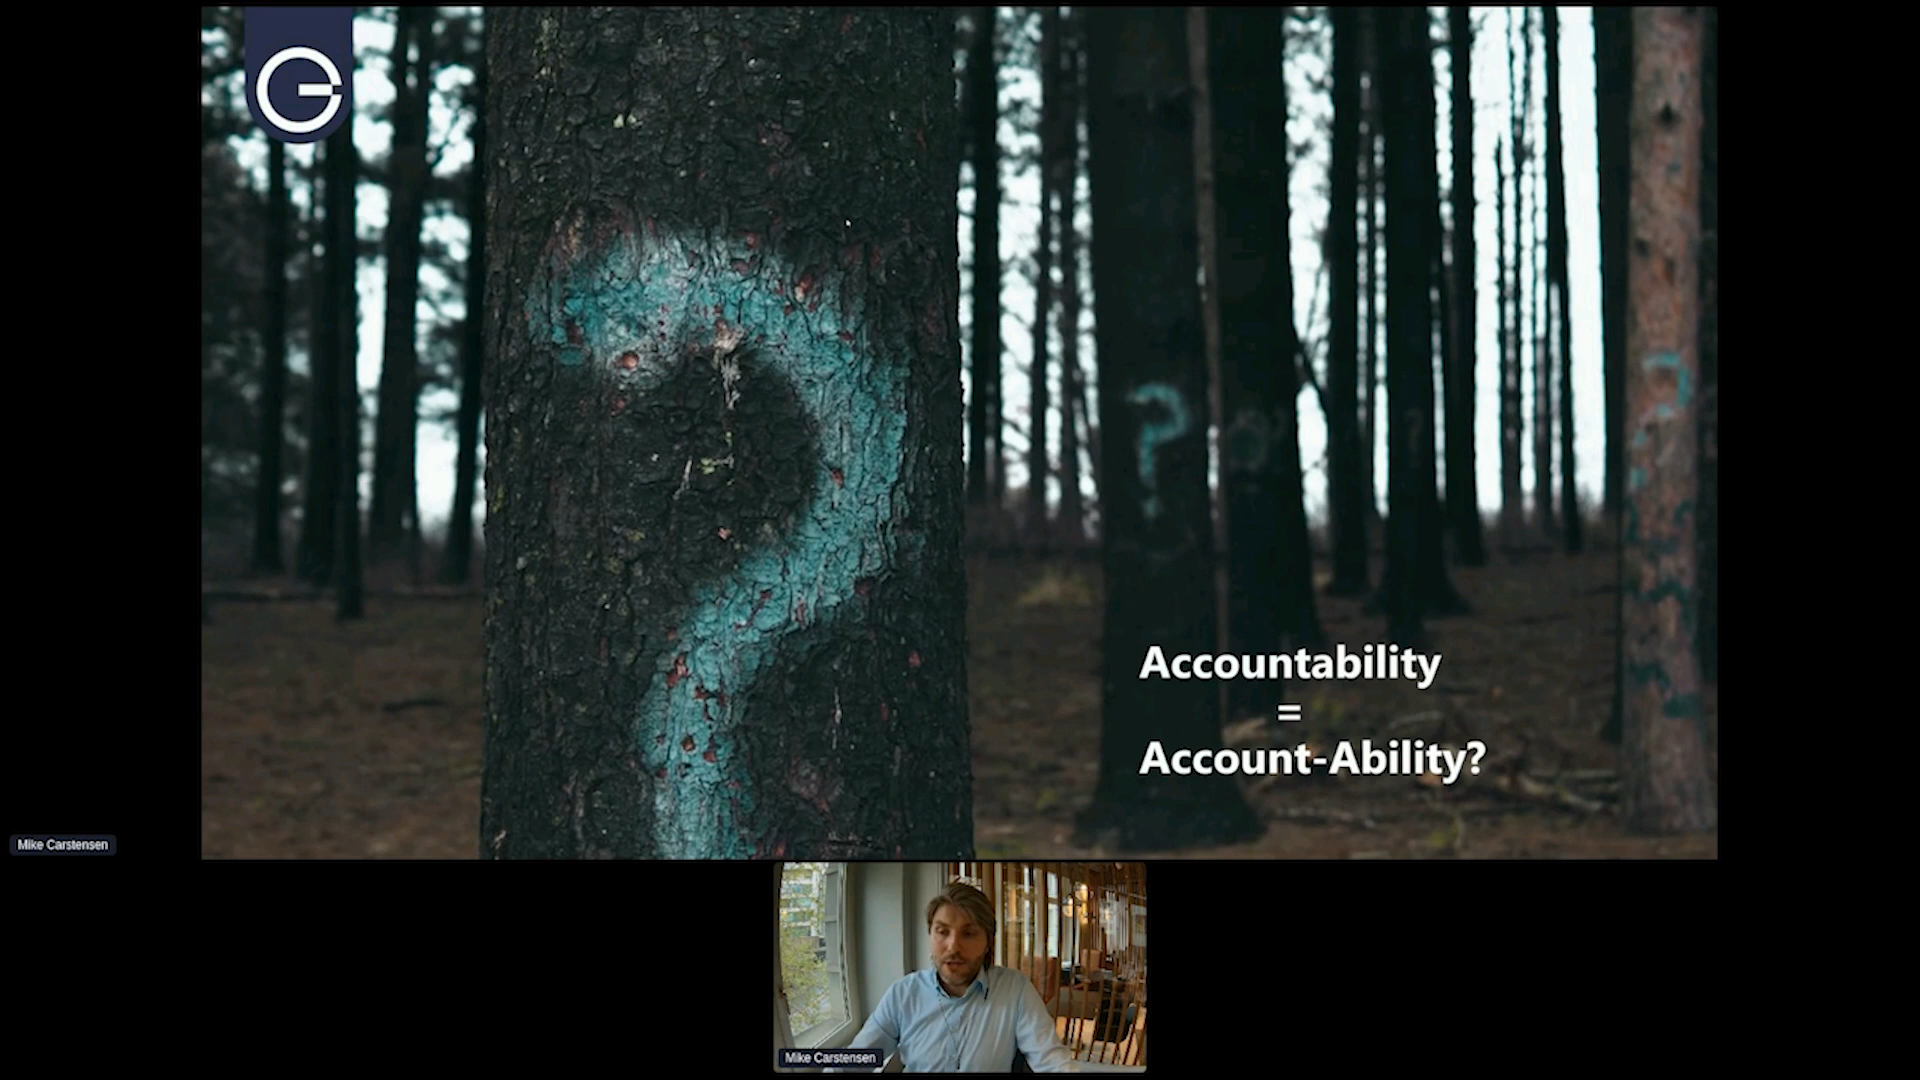 Accountability
=
Account-Ability?
Mike Carstensen
Mike Carstensen